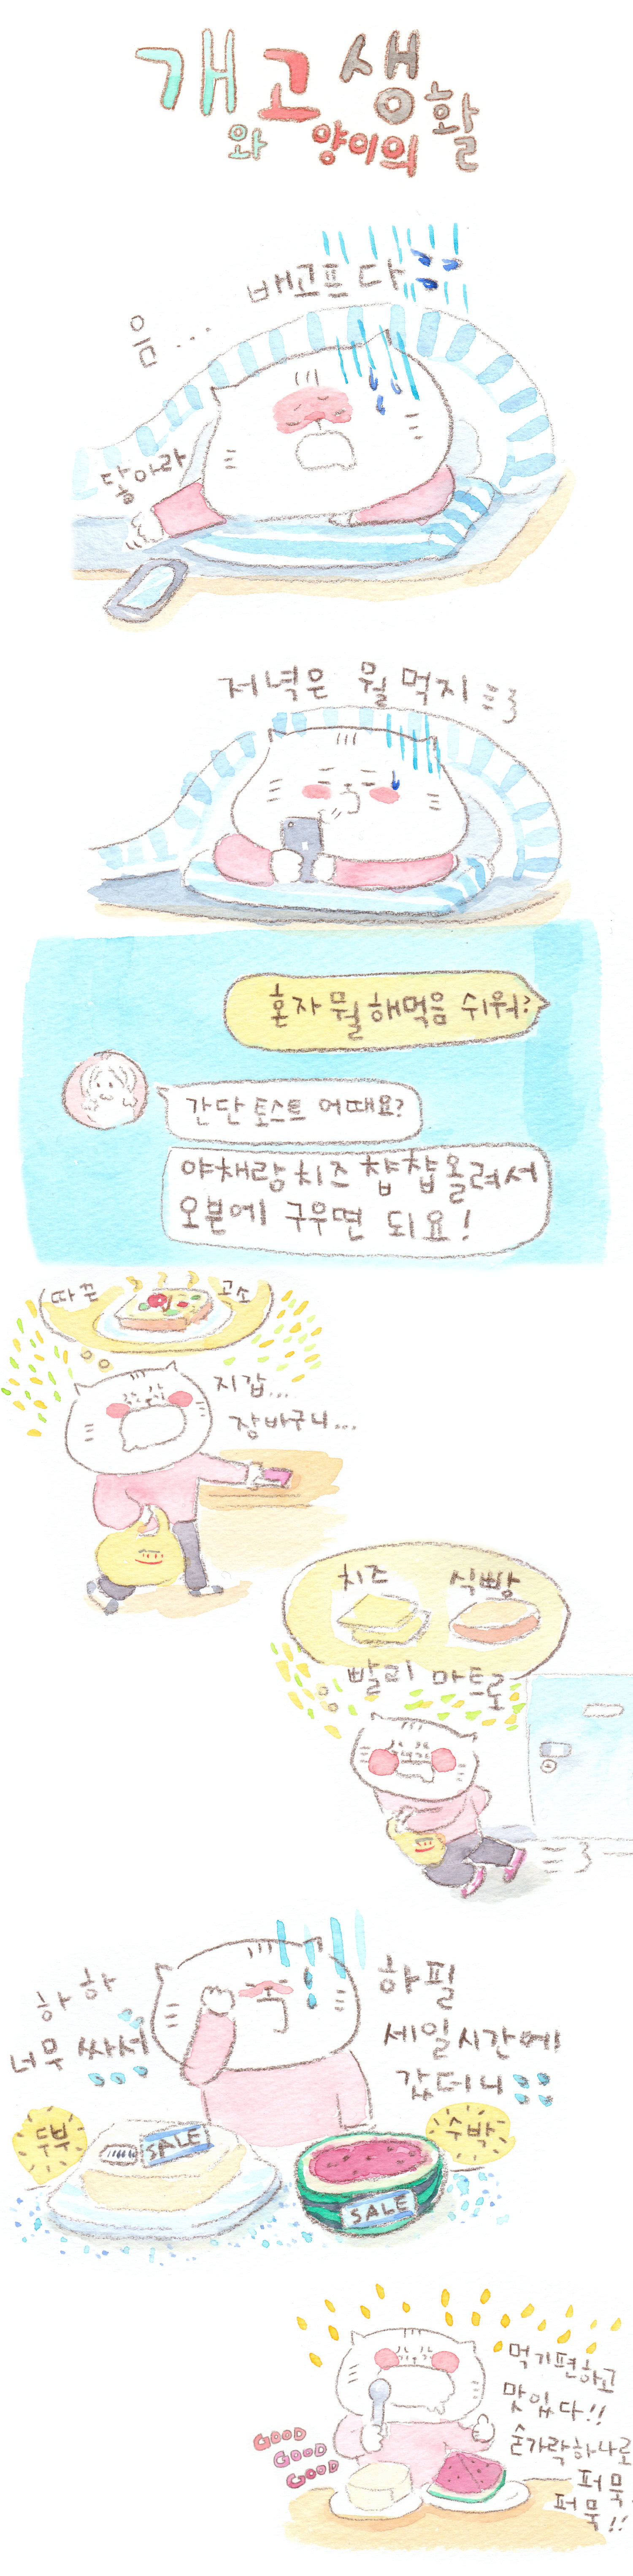 개고생
와 양이의 활
배고프다
음...
닿아라
저녁은 뭘 먹지
혼자 뭘 해먹음 쉬워?
간단 토스트 어때요?
야채랑 치즈 챱챱 올려서
오븐에 구우면 되요!
따끈
고소
지갑...
장바구니...
치즈
식빵
빨리 마트로
하하
너무 싸서
하필
세일시간에
갔더니
두부
SALE
수박
SALE
먹기편하고
맛있다!!
숟가락하나로
퍼묵
퍼묵!!
GOOD
GOOD
GOOD